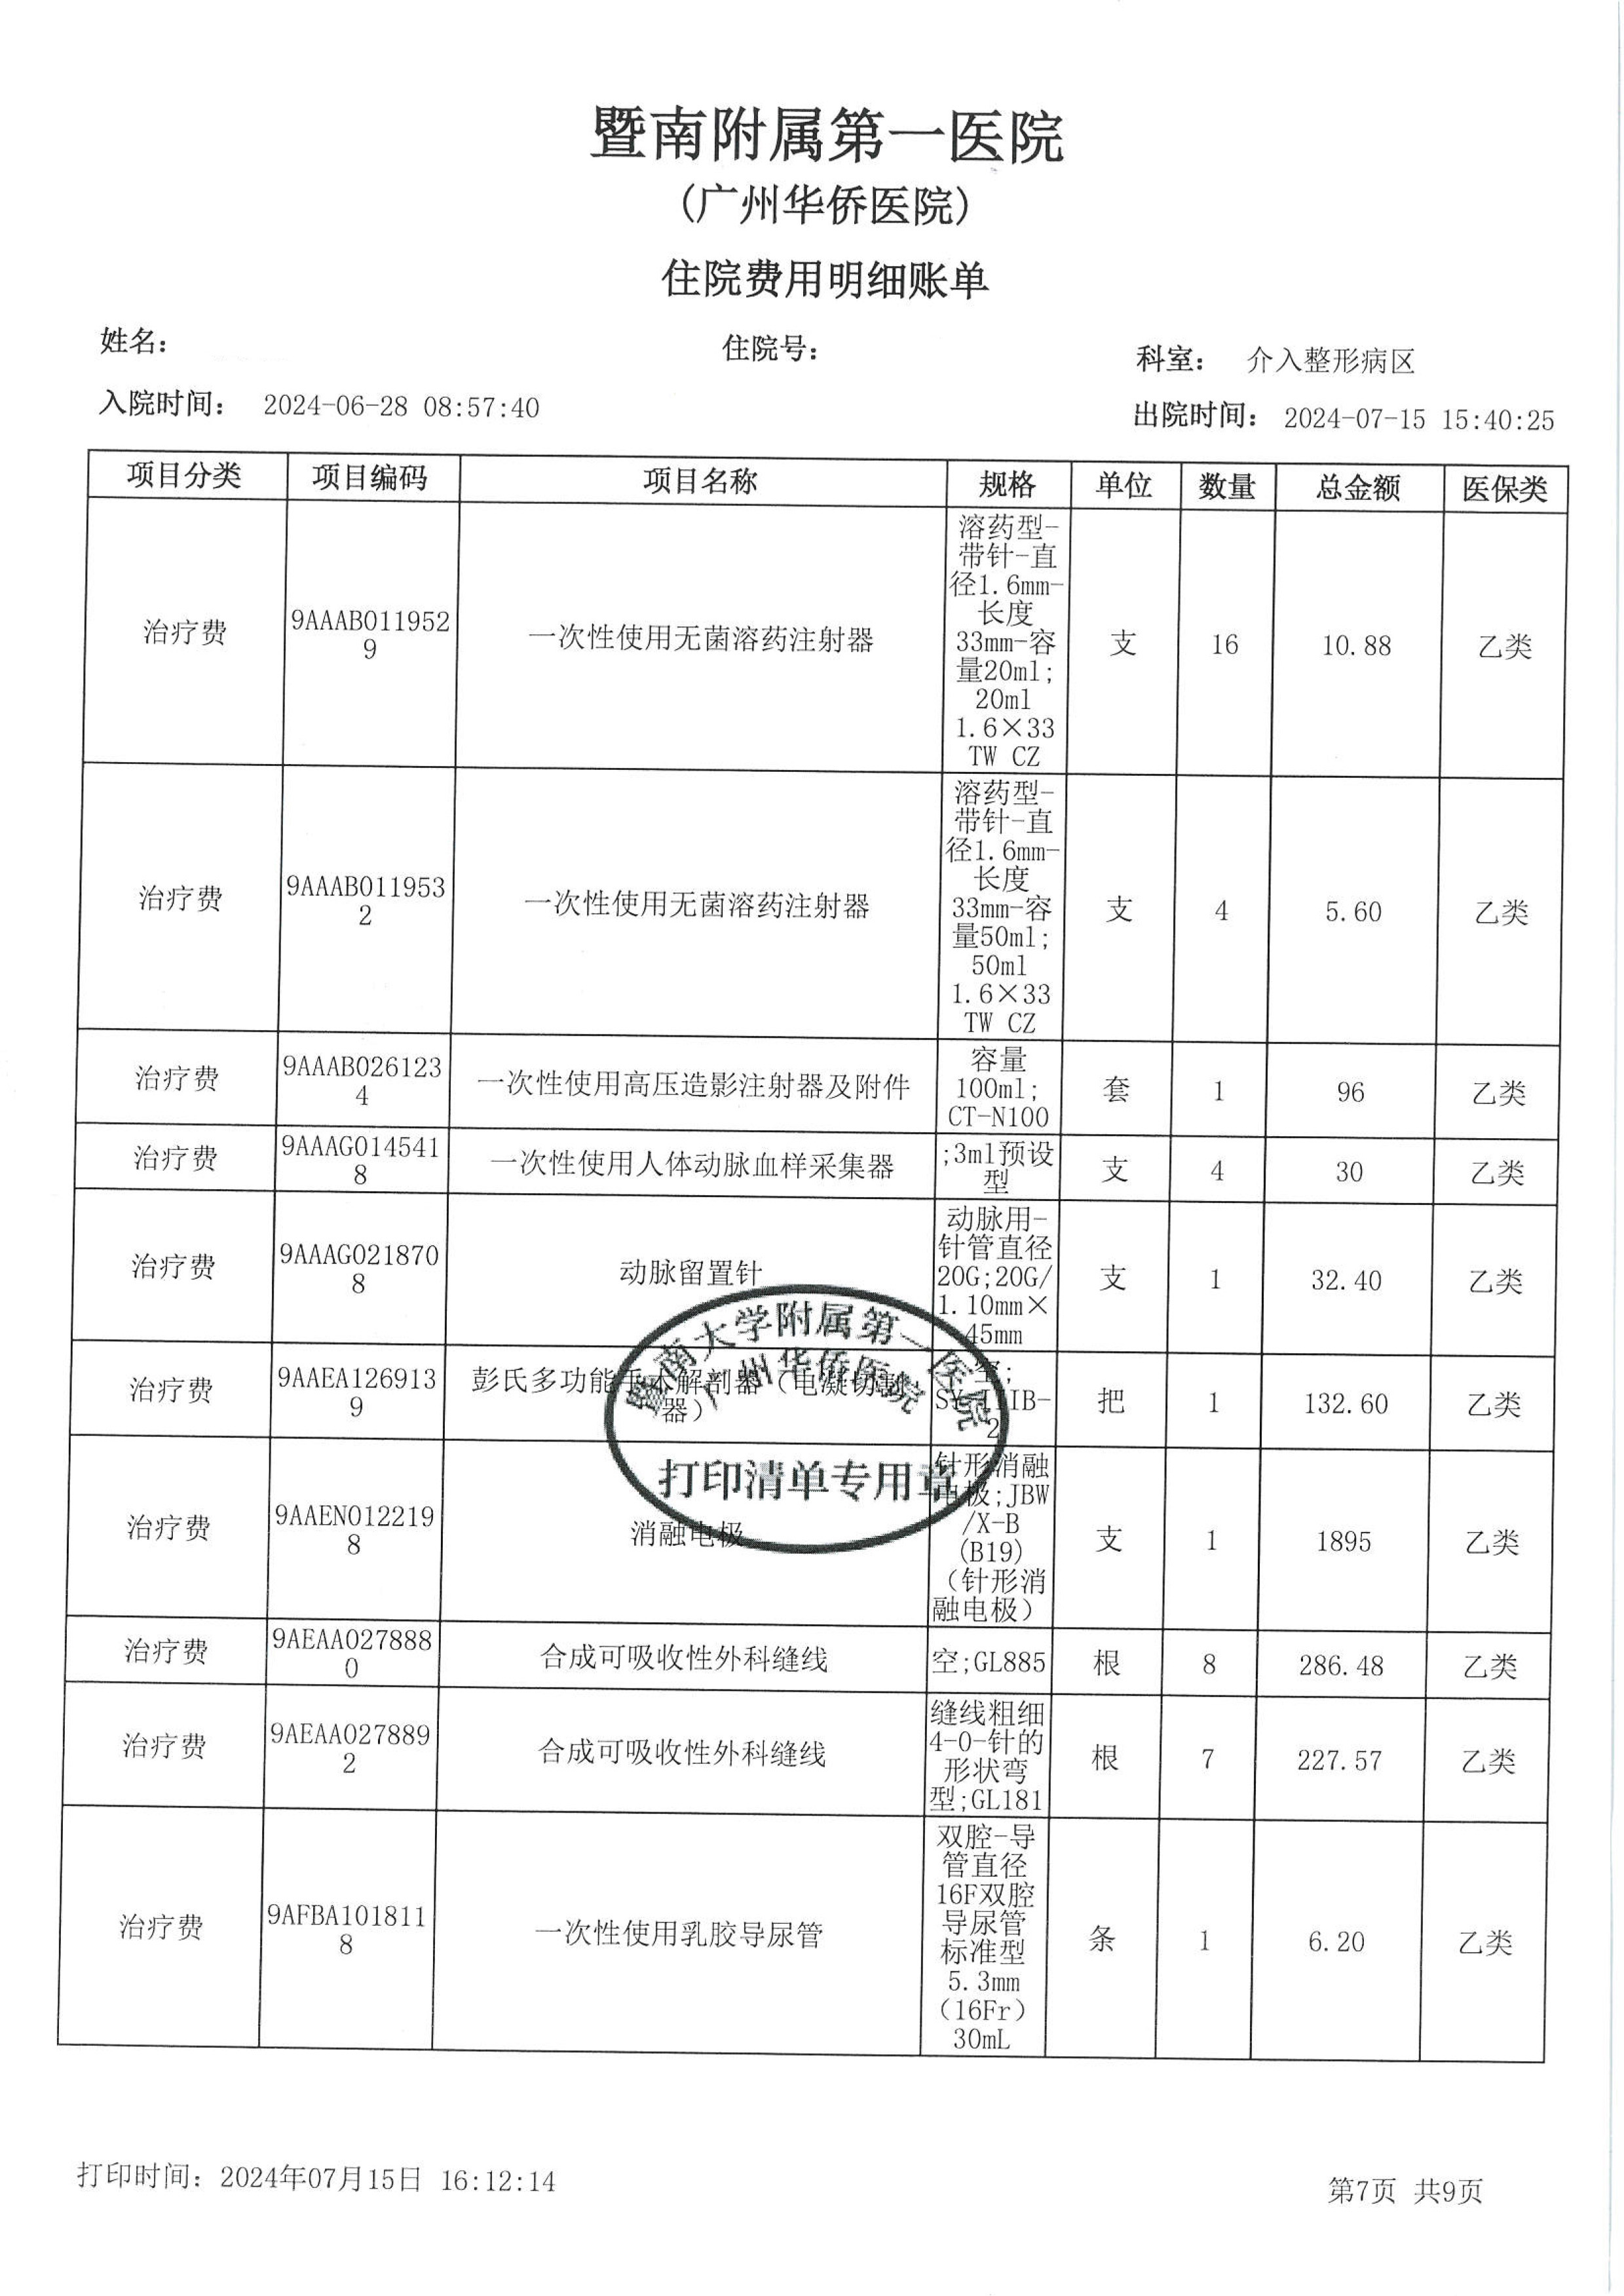 暨南附属第一医院
(广州华侨医院)
住院费用明细账单
姓名：
住院号：
科室： 介入整形病区
入院时间： 2024-06-28 08:57:40
出院时间： 2024-07-15 15:40:25
项目分类 项目编码 项目名称 规格 单位 数量 总金额 医保类
治疗费 9AAAB0119529 一次性使用无菌溶药注射器 溶药型-带针-直径1.6mm-长度33mm-容量20ml;20ml 1.6×33 TW CZ 支 16 10.88 乙类
治疗费 9AAAB0119532 一次性使用无菌溶药注射器 溶药型-带针-直径1.6mm-长度33mm-容量50ml;50ml 1.6×33 TW CZ 支 4 5.60 乙类
治疗费 9AAAB0261234 一次性使用高压造影注射器及附件 容量100ml;CT-N100 套 1 96 乙类
治疗费 9AAAG0145418 一次性使用人体动脉血样采集器 ;3ml预设型 支 4 30 乙类
治疗费 9AAAG0218708 动脉留置针 动脉用-针管直径20G;20G/1.10mm×45mm 支 1 32.40 乙类
治疗费 9AAEA1269139 彭氏多功能手术解剖器（电凝切割器） 空;SY-IIIB-2 把 1 132.60 乙类
治疗费 9AAEN0122198 消融电极 针形消融电极;JBW/X-B(B19)（针形消融电极） 支 1 1895 乙类
治疗费 9AEAA0278880 合成可吸收性外科缝线 空;GL885 根 8 286.48 乙类
治疗费 9AEAA0278892 合成可吸收性外科缝线 缝线粗细4-0-针的形状弯型;GL181 根 7 227.57 乙类
治疗费 9AFBA1018118 一次性使用乳胶导尿管 双腔-导管直径16F双腔导尿管标准型5.3mm（16Fr）30mL 条 1 6.20 乙类
暨南大学附属第一医院
广州华侨医院
打印清单专用章
打印时间：2024年07月15日 16:12:14
第7页 共9页